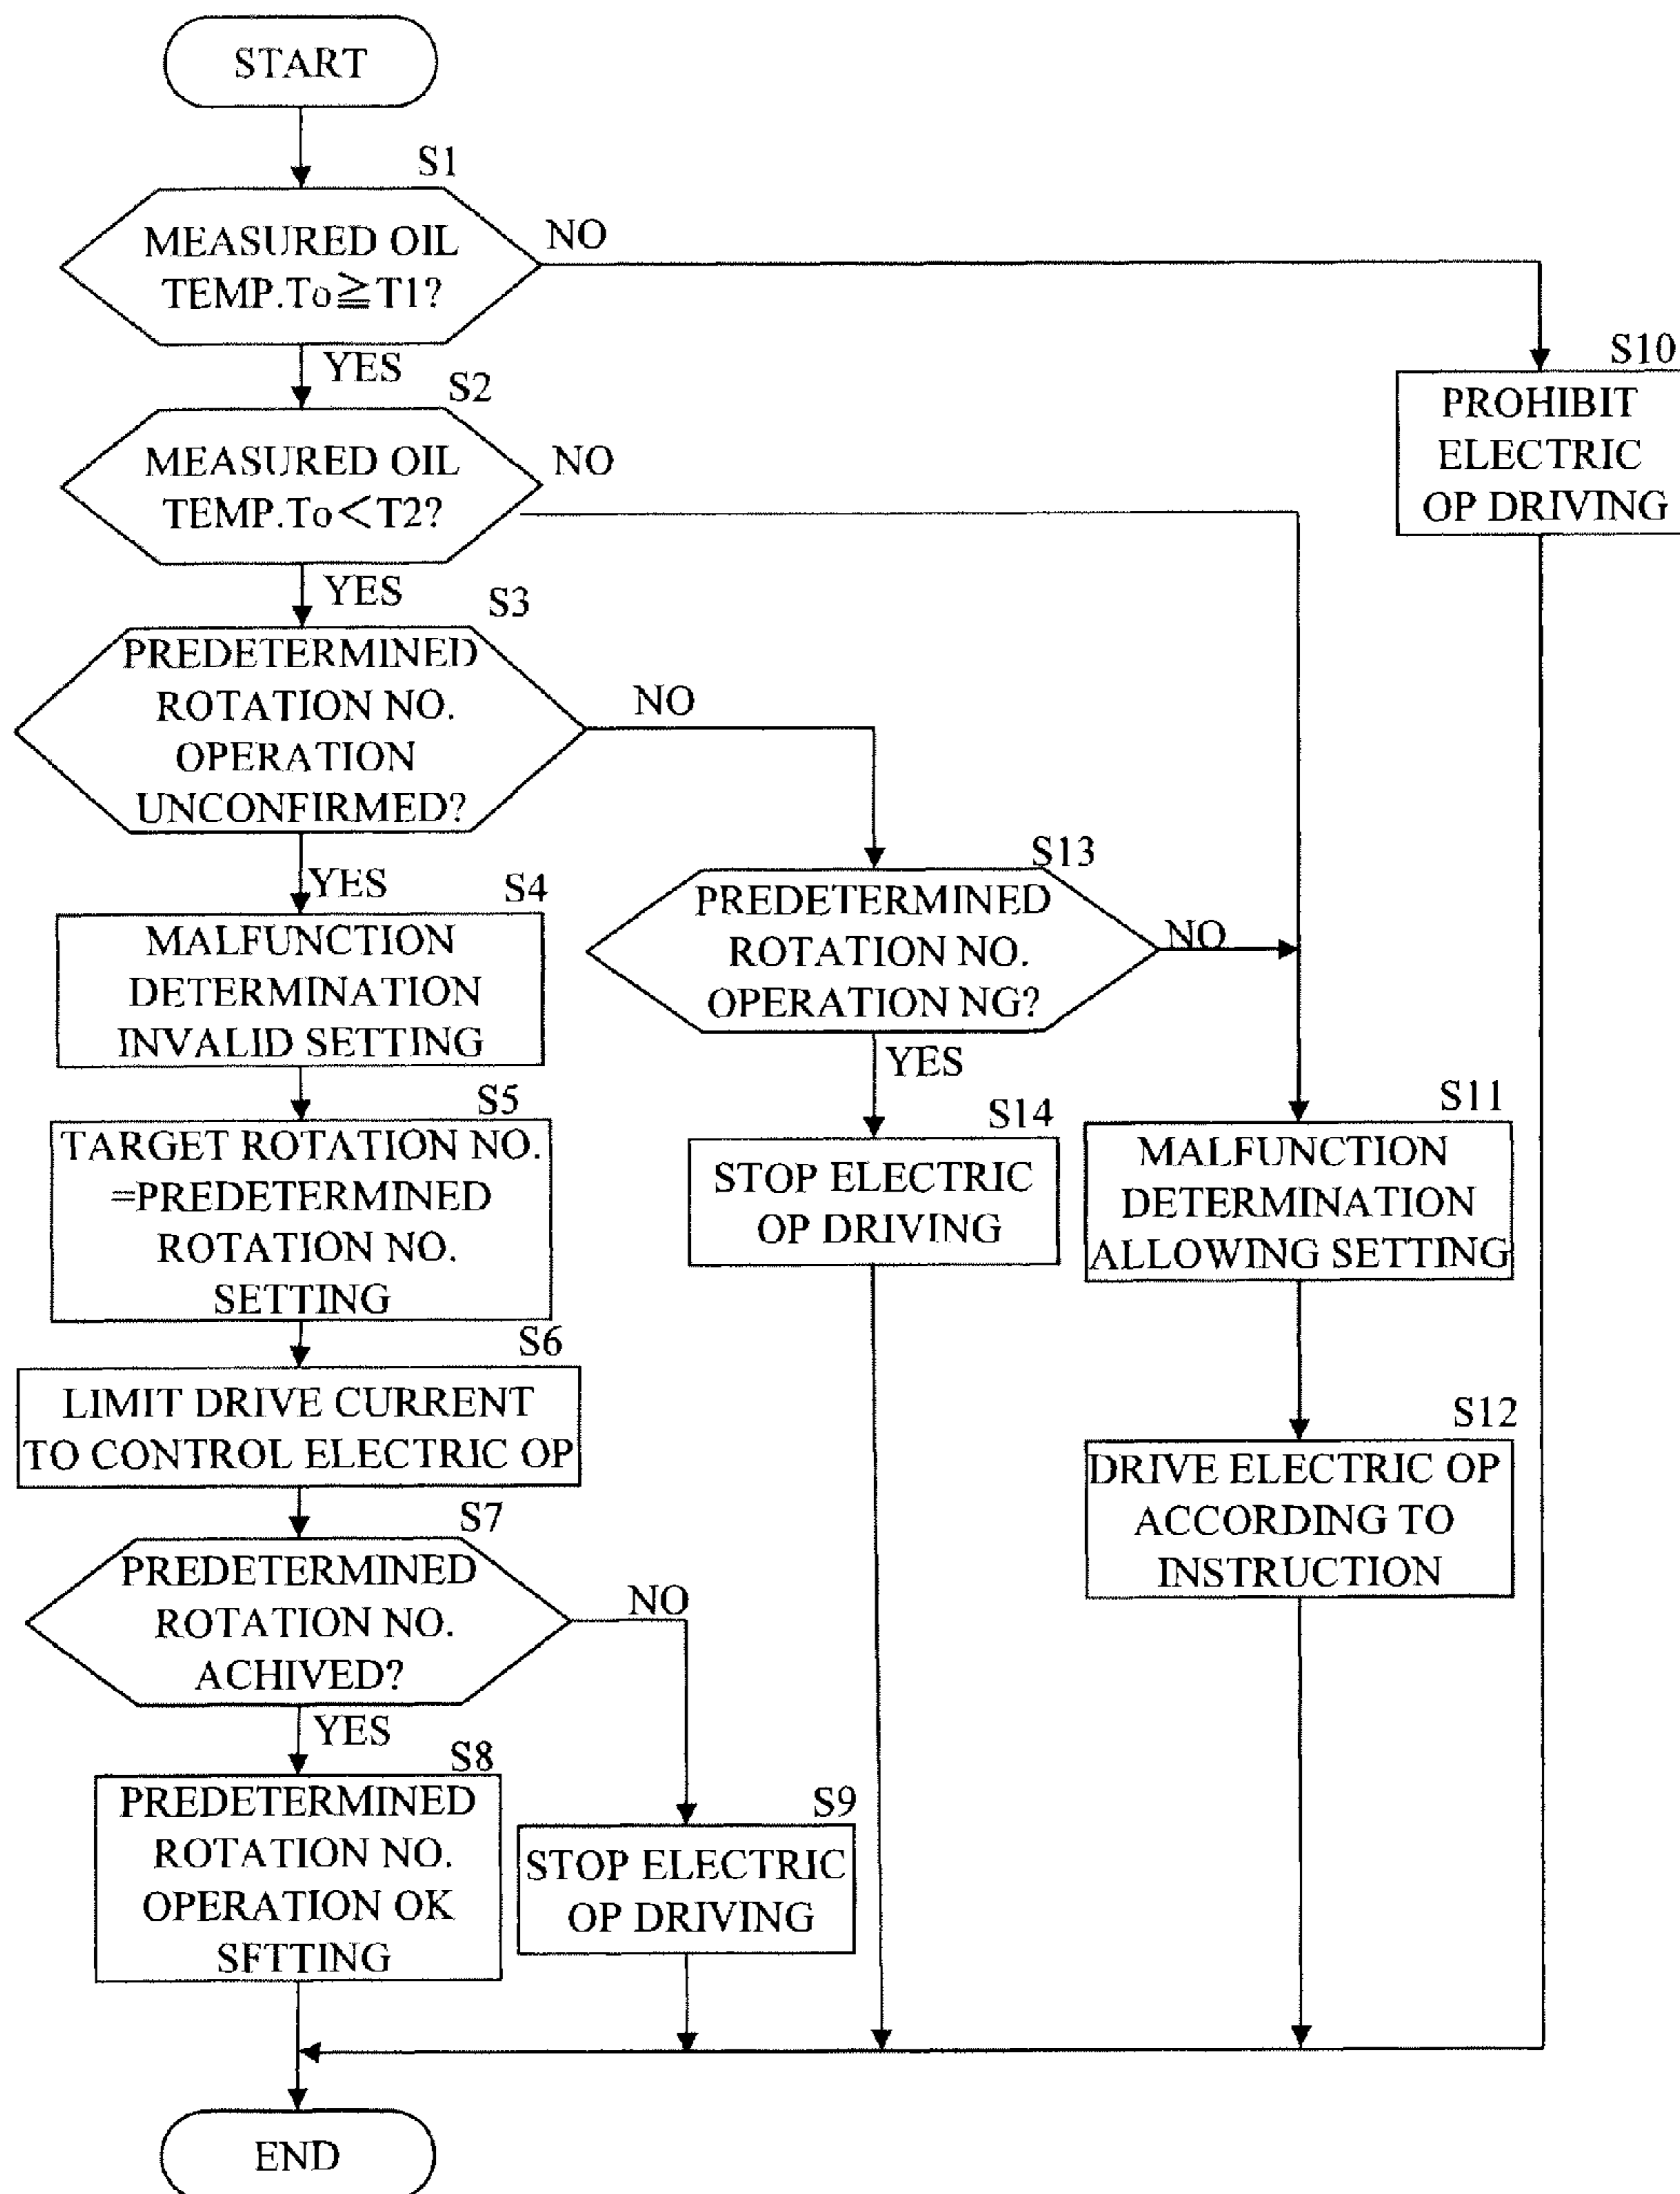 START
S1
MEASURED OIL
TEMP.To≧T1?
NO
YES
S2
MEASURED OIL
TEMP.To<T2?
NO
YES
S3
PREDETERMINED
ROTATION NO.
OPERATION
UNCONFIRMED?
NO
YES
S4
MALFUNCTION
DETERMINATION
INVALID SETTING
S5
TARGET ROTATION NO.
=PREDETERMINED
ROTATION NO.
SETTING
S6
LIMIT DRIVE CURRENT
TO CONTROL ELECTRIC OP
S7
PREDETERMINED
ROTATION NO.
ACHIVED?
NO
YES
S8
PREDETERMINED
ROTATION NO.
OPERATION OK
SETTING
S9
STOP ELECTRIC
OP DRIVING
S13
PREDETERMINED
ROTATION NO.
OPERATION NG?
NO
YES
S14
STOP ELECTRIC
OP DRIVING
S11
MALFUNCTION
DETERMINATION
ALLOWING SETTING
S12
DRIVE ELECTRIC OP
ACCORDING TO
INSTRUCTION
S10
PROHIBIT
ELECTRIC
OP DRIVING
END